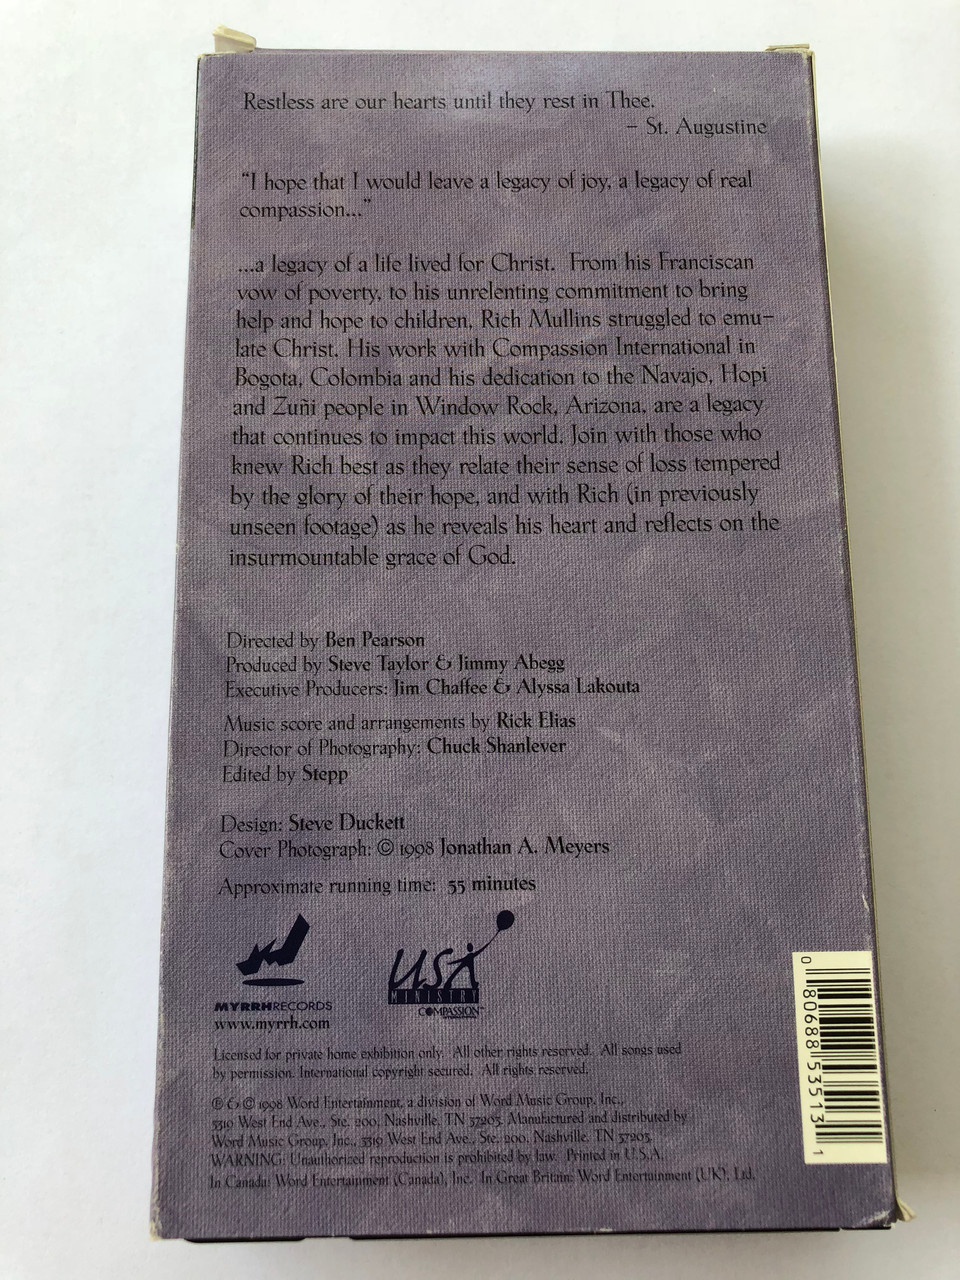 Restless are our hearts until they rest in Thee.
– St. Augustine
“I hope that I would leave a legacy of joy, a legacy of real
compassion...”
...a legacy of a life lived for Christ. From his Franciscan
vow of poverty, to his unrelenting commitment to bring
help and hope to children, Rich Mullins struggled to emu–
late Christ. His work with Compassion International in
Bogota, Colombia and his dedication to the Navajo, Hopi
and Zuñi people in Window Rock, Arizona, are a legacy
that continues to impact this world. Join with those who
knew Rich best as they relate their sense of loss tempered
by the glory of their hope, and with Rich (in previously
unseen footage) as he reveals his heart and reflects on the
insurmountable grace of God.
Directed by Ben Pearson
Produced by Steve Taylor & Jimmy Abegg
Executive Producers: Jim Chaffee & Alyssa Lakouta
Music score and arrangements by Rick Elias
Director of Photography: Chuck Shanlever
Edited by Stepp
Design: Steve Duckett
Cover Photograph: © 1998 Jonathan A. Meyers
Approximate running time: 55 minutes
MYRRHRECORDS
www.myrrh.com
USA
MINISTRY
COMPASSION
Licensed for private home exhibition only. All other rights reserved. All songs used
by permission. International copyright secured. All rights reserved.
℗ & © 1998 Word Entertainment, a division of Word Music Group, Inc.,
3319 West End Ave., Ste. 200, Nashville, TN 37203. Manufactured and distributed by
Word Music Group, Inc., 3319 West End Ave., Ste. 200, Nashville, TN 37203.
WARNING: Unauthorized reproduction is prohibited by law. Printed in U.S.A.
In Canada: Word Entertainment (Canada), Inc. In Great Britain: Word Entertainment (UK), Ltd.
0 80688 53513 1